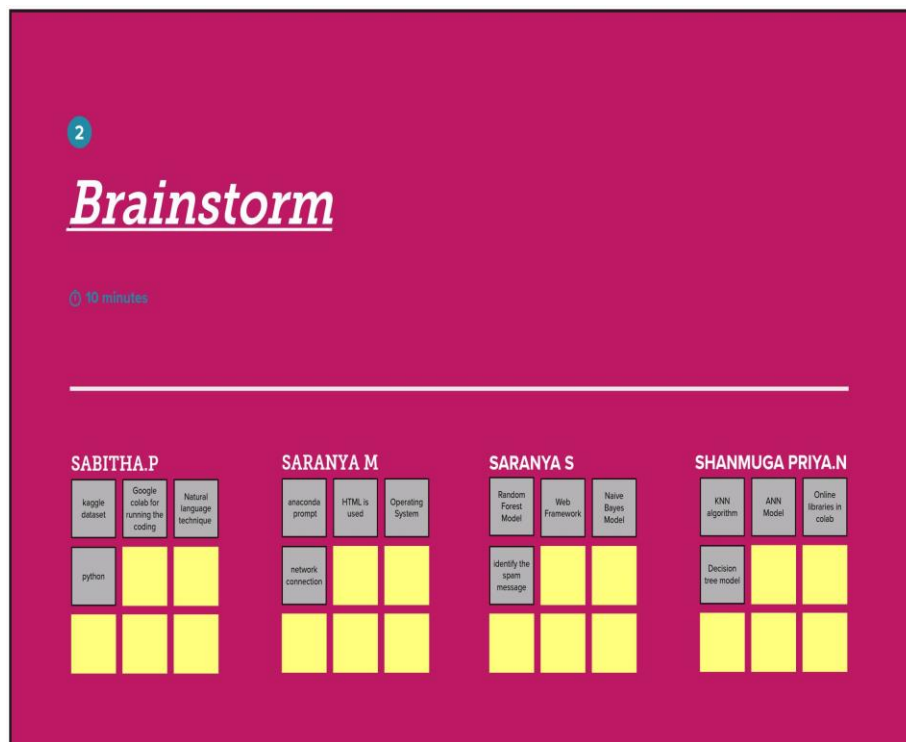 2
Brainstorm
10 minutes
SABITHA.P
kaggle
dataset
Google
colab for
running the
coding
Natural
language
technique
python
SARANYA M
anaconda
prompt
HTML is
used
Operating
System
network
connection
SARANYA S
Random
Forest
Model
Web
Framework
Naive
Bayes
Model
identify the
spam
message
SHANMUGA PRIYA.N
KNN
algorithm
ANN
Model
Online
libraries in
colab
Decision
tree model